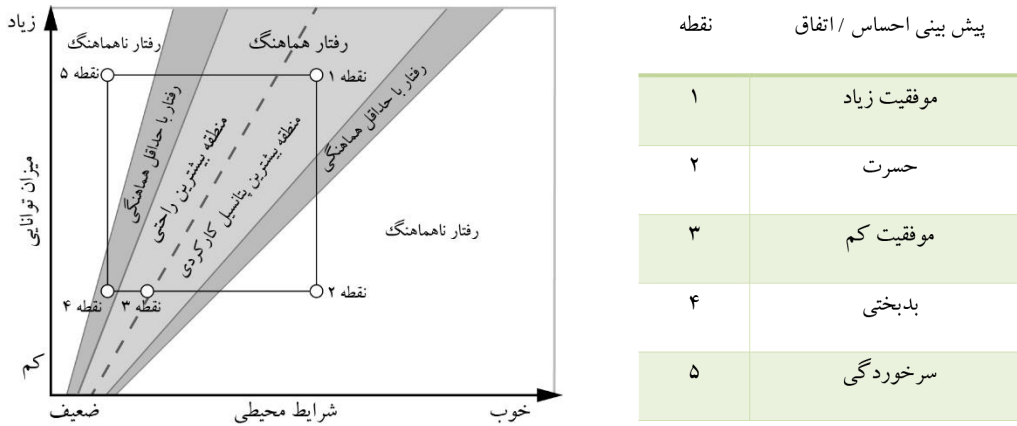 زیاد
رفتار ناهماهنگ
رفتار هماهنگ
نقطه ۵
نقطه ۱
رفتار با حداقل هماهنگی
منطقه بیشترین راحتی
منطقه بیشترین پتانسیل کارکردی
رفتار با حداقل هماهنگی
میزان توانایی
رفتار ناهماهنگ
نقطه ۴
نقطه ۳
نقطه ۲
کم
ضعیف
شرایط محیطی
خوب
نقطه پیش بینی احساس / اتفاق
۱ موفقیت زیاد
۲ حسرت
۳ موفقیت کم
۴ بدبختی
۵ سرخوردگی